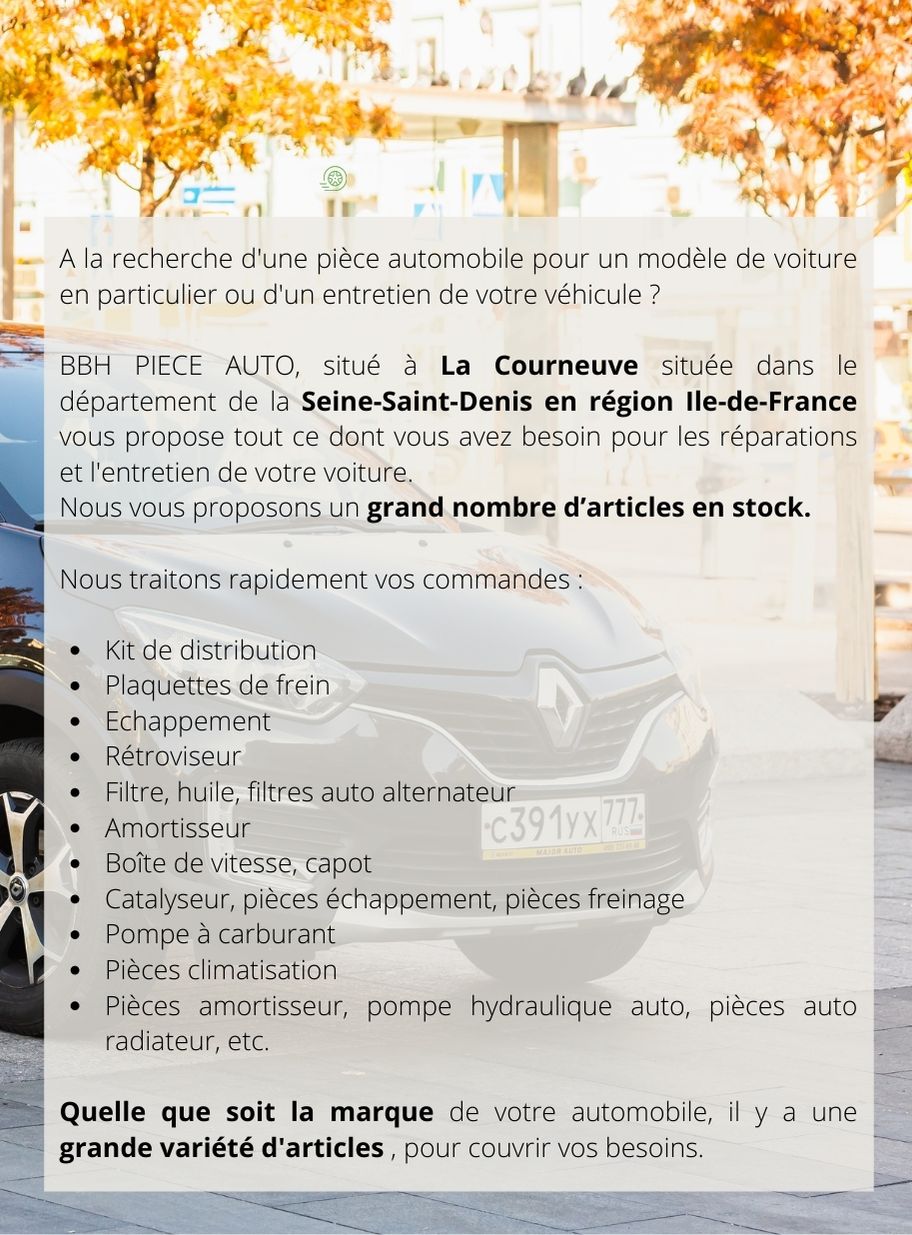 A la recherche d'une pièce automobile pour un modèle de voiture
en particulier ou d'un entretien de votre véhicule ?
BBH PIECE AUTO, situé à La Courneuve située dans le
département de la Seine-Saint-Denis en région Ile-de-France
vous propose tout ce dont vous avez besoin pour les réparations
et l'entretien de votre voiture.
Nous vous proposons un grand nombre d’articles en stock.
Nous traitons rapidement vos commandes :
• Kit de distribution
• Plaquettes de frein
• Echappement
• Rétroviseur
• Filtre, huile, filtres auto alternateur
• Amortisseur
• Boîte de vitesse, capot
• Catalyseur, pièces échappement, pièces freinage
• Pompe à carburant
• Pièces climatisation
• Pièces amortisseur, pompe hydraulique auto, pièces auto
radiateur, etc.
Quelle que soit la marque de votre automobile, il y a une
grande variété d'articles , pour couvrir vos besoins.
с391ух 777
RUS
MAJOR AUTO